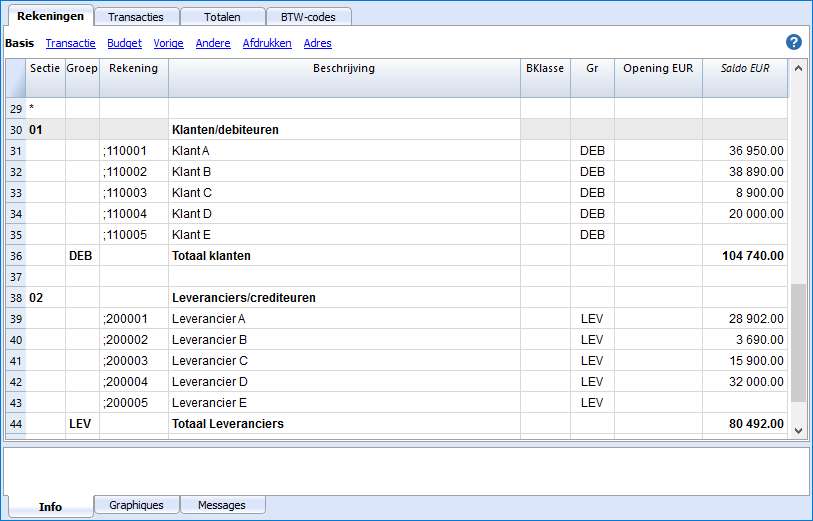 Rekeningen Transacties Totalen BTW-codes
Basis Transactie Budget Vorige Andere Afdrukken Adres ?
Sectie Groep Rekening Beschrijving BKlasse Gr Opening EUR Saldo EUR
29 *
30 01 Klanten/debiteuren
31 ;110001 Klant A DEB 36 950.00
32 ;110002 Klant B DEB 38 890.00
33 ;110003 Klant C DEB 8 900.00
34 ;110004 Klant D DEB 20 000.00
35 ;110005 Klant E DEB
36 DEB Totaal klanten 104 740.00
37
38 02 Leveranciers/crediteuren
39 ;200001 Leverancier A LEV 28 902.00
40 ;200002 Leverancier B LEV 3 690.00
41 ;200003 Leverancier C LEV 15 900.00
42 ;200004 Leverancier D LEV 32 000.00
43 ;200005 Leverancier E LEV
44 LEV Totaal Leveranciers 80 492.00
Info Graphiques Messages